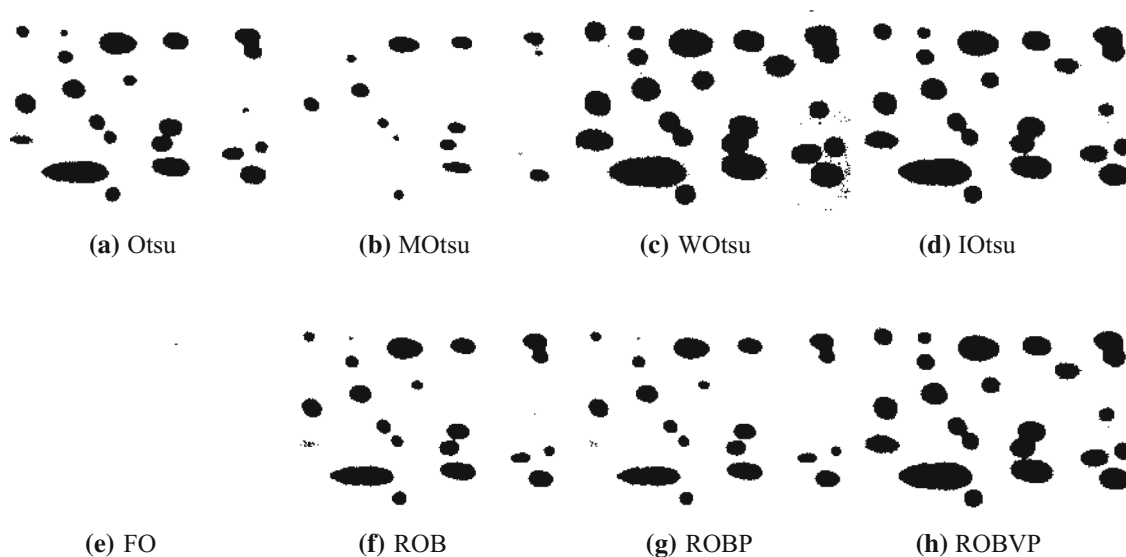 (a) Otsu
(b) MOtsu
(c) WOtsu
(d) IOtsu
(e) FO
(f) ROB
(g) ROBP
(h) ROBVP